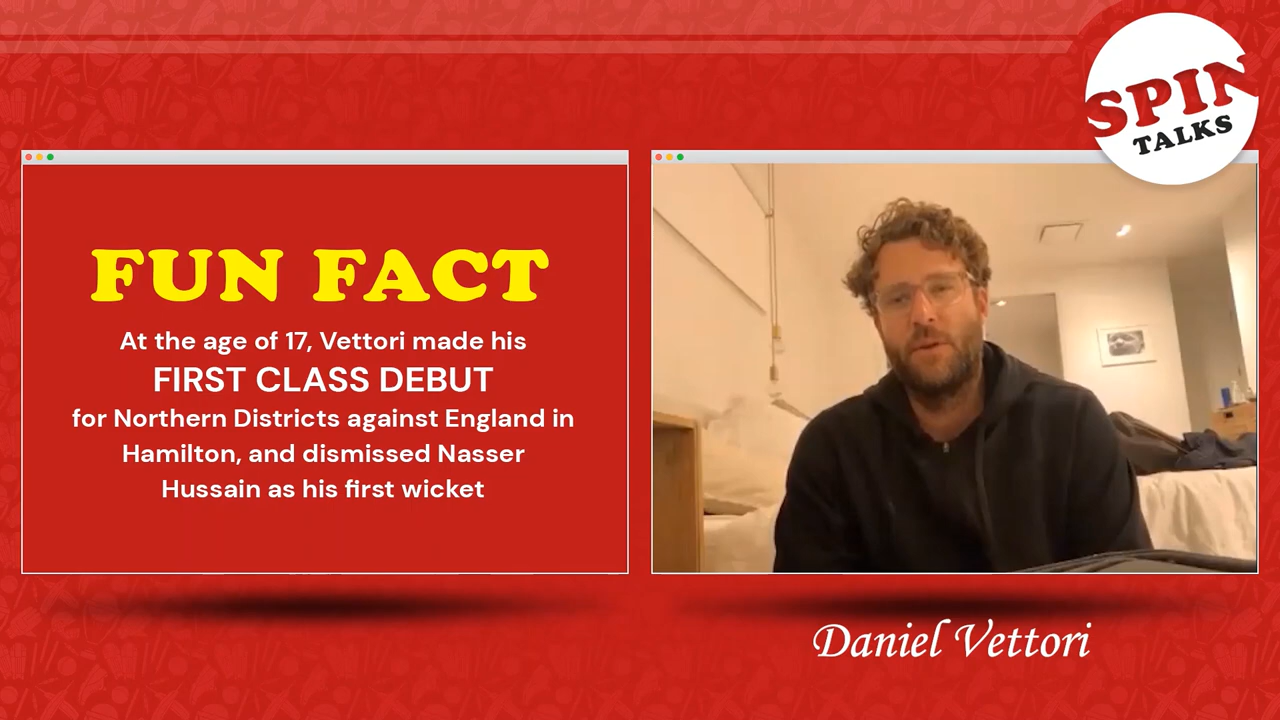 SPIN
TALKS
FUN FACT
At the age of 17, Vettori made his
FIRST CLASS DEBUT
for Northern Districts against England in
Hamilton, and dismissed Nasser
Hussain as his first wicket
Daniel Vettori